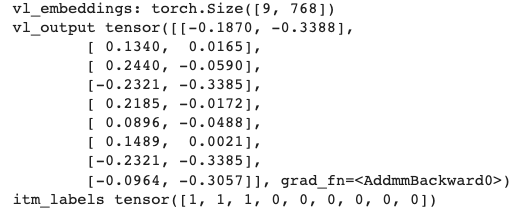 vl_embeddings: torch.Size([9, 768])
vl_output tensor([[-0.1870, -0.3388],
        [ 0.1340,  0.0165],
        [ 0.2440, -0.0590],
        [-0.2321, -0.3385],
        [ 0.2185, -0.0172],
        [ 0.0896, -0.0488],
        [ 0.1489,  0.0021],
        [-0.2321, -0.3385],
        [-0.0964, -0.3057]], grad_fn=<AddmmBackward0>)
itm_labels tensor([1, 1, 1, 0, 0, 0, 0, 0, 0])